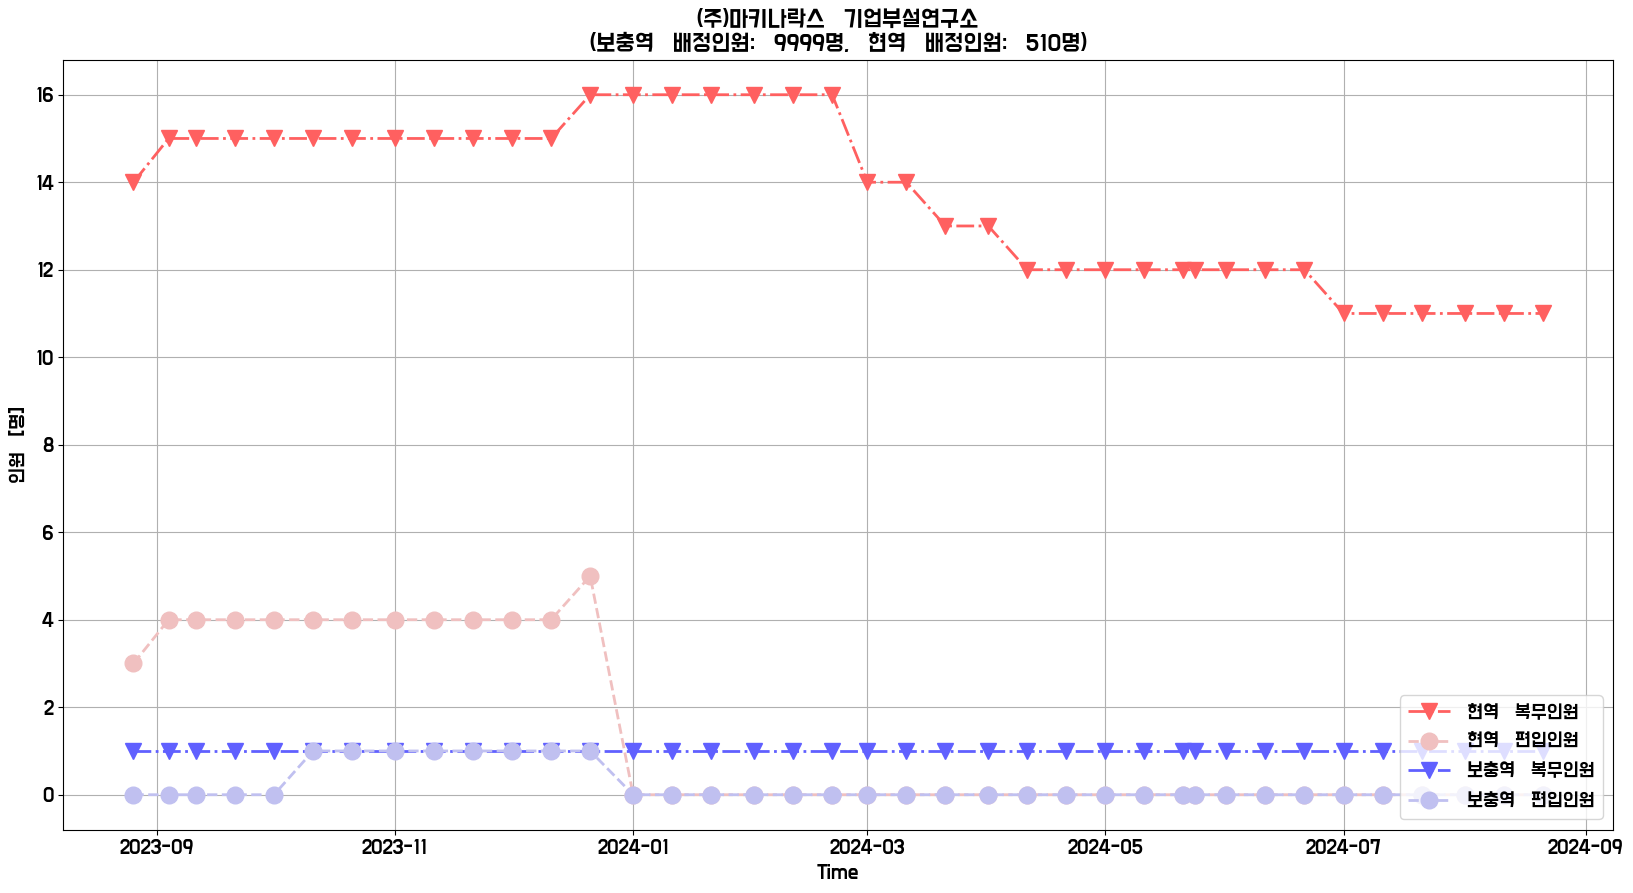 (주)마키나락스 기업부설연구소
(보충역 배정인원: 9999명, 현역 배정인원: 510명)
16
14
12
10
8
6
4
2
0
인원 [명]
현역 복무인원
현역 편입인원
보충역 복무인원
보충역 편입인원
2023-09
2023-11
2024-01
2024-03
2024-05
2024-07
2024-09
Time